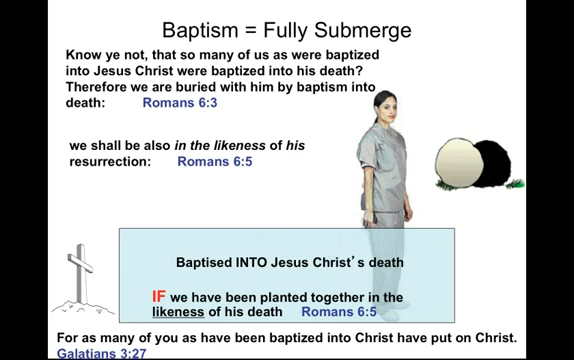 Baptism = Fully Submerge
Know ye not, that so many of us as were baptized
into Jesus Christ were baptized into his death?
Therefore we are buried with him by baptism into
death: Romans 6:3
we shall be also in the likeness of his
resurrection: Romans 6:5
Baptised INTO Jesus Christ's death
IF we have been planted together in the
likeness of his death Romans 6:5
For as many of you as have been baptized into Christ have put on Christ.
Galatians 3:27